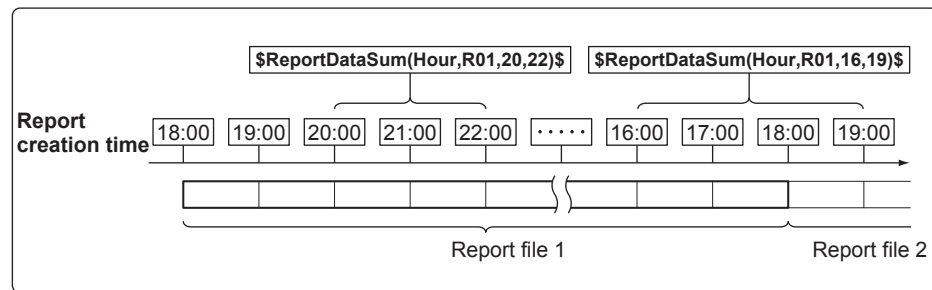 $ReportDataSum(Hour,R01,20,22)$ $ReportDataSum(Hour,R01,16,19)$
Report
creation time
18:00 19:00 20:00 21:00 22:00 ····· 16:00 17:00 18:00 19:00
Report file 1 Report file 2